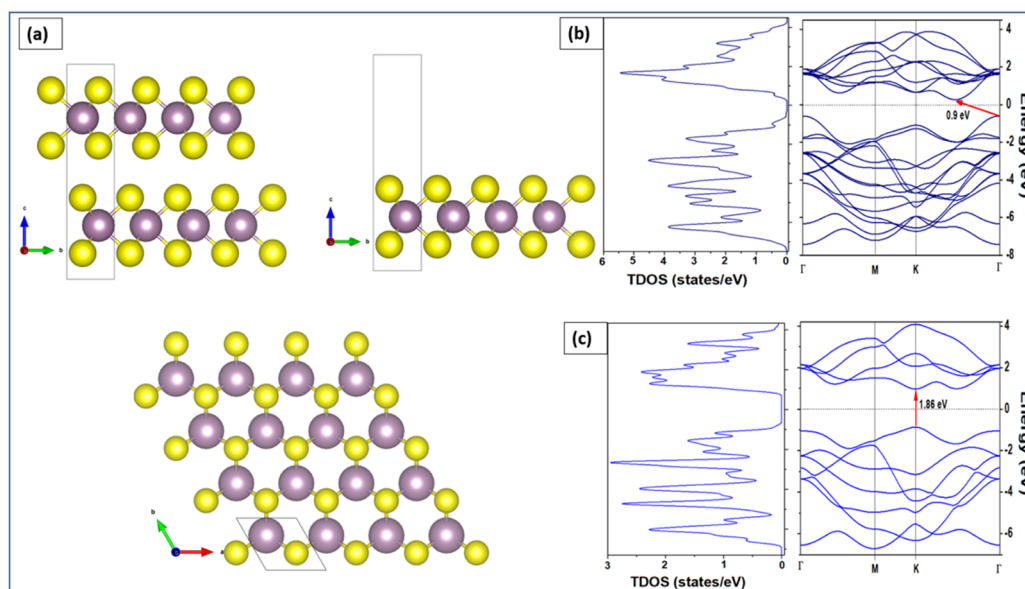 (a)
c
b
c
b
b
a
(b)
6 5 4 3 2 1 0
TDOS (states/eV)
0.9 eV
4
2
0
-2
-4
-6
-8
Γ M K Γ
Energy (eV)
(c)
3 2 1 0
TDOS (states/eV)
1.86 eV
4
2
0
-2
-4
-6
Γ M K Γ
Energy (eV)